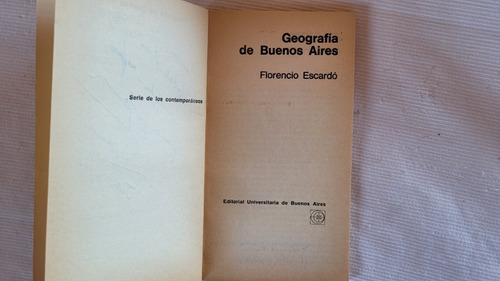 Serie de los contemporáneos
Geografía
de Buenos Aires
Florencio Escardó
Editorial Universitaria de Buenos Aires